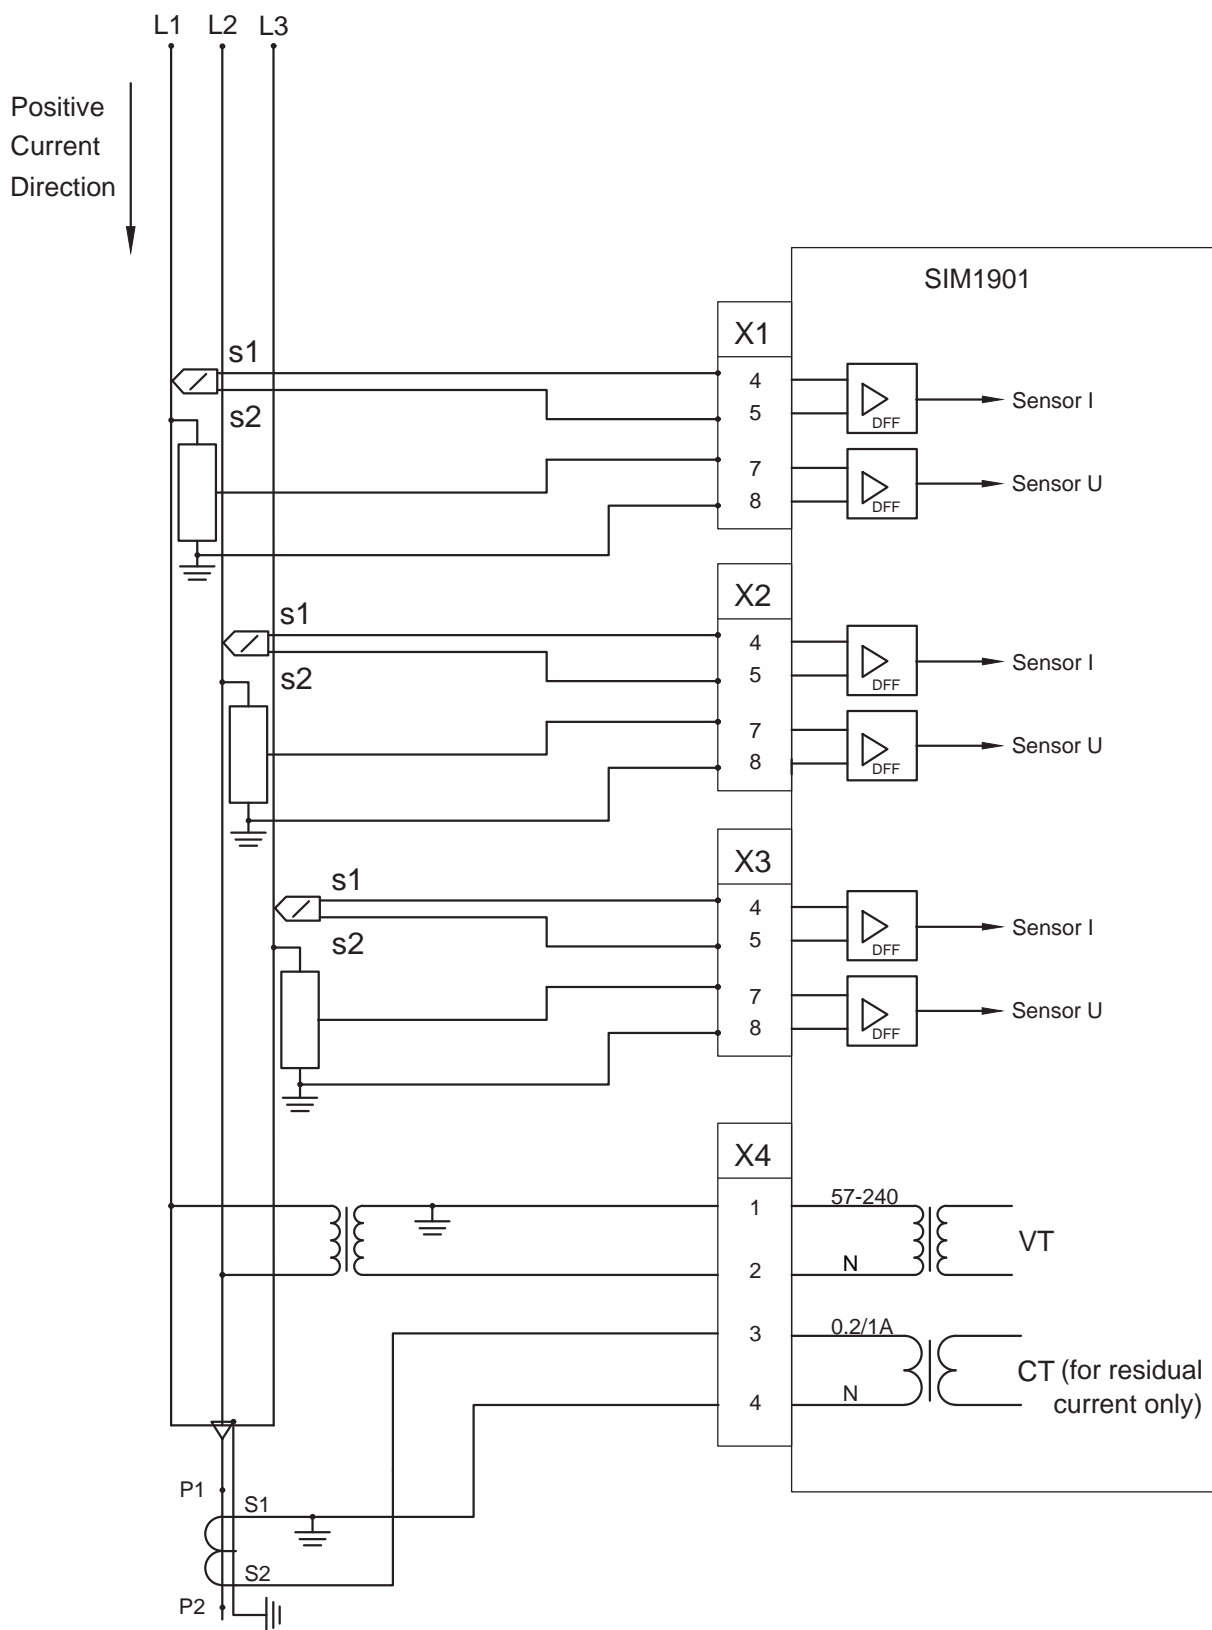 L1 L2 L3
Positive
Current
Direction
SIM1901
X1
s1
4
5
s2
DFF
Sensor I
7
8
DFF
Sensor U
X2
s1
4
5
s2
DFF
Sensor I
7
8
DFF
Sensor U
X3
s1
4
5
s2
DFF
Sensor I
7
8
DFF
Sensor U
X4
1
57-240
VT
2
N
3
0.2/1A
CT (for residual
current only)
4
N
P1
S1
S2
P2